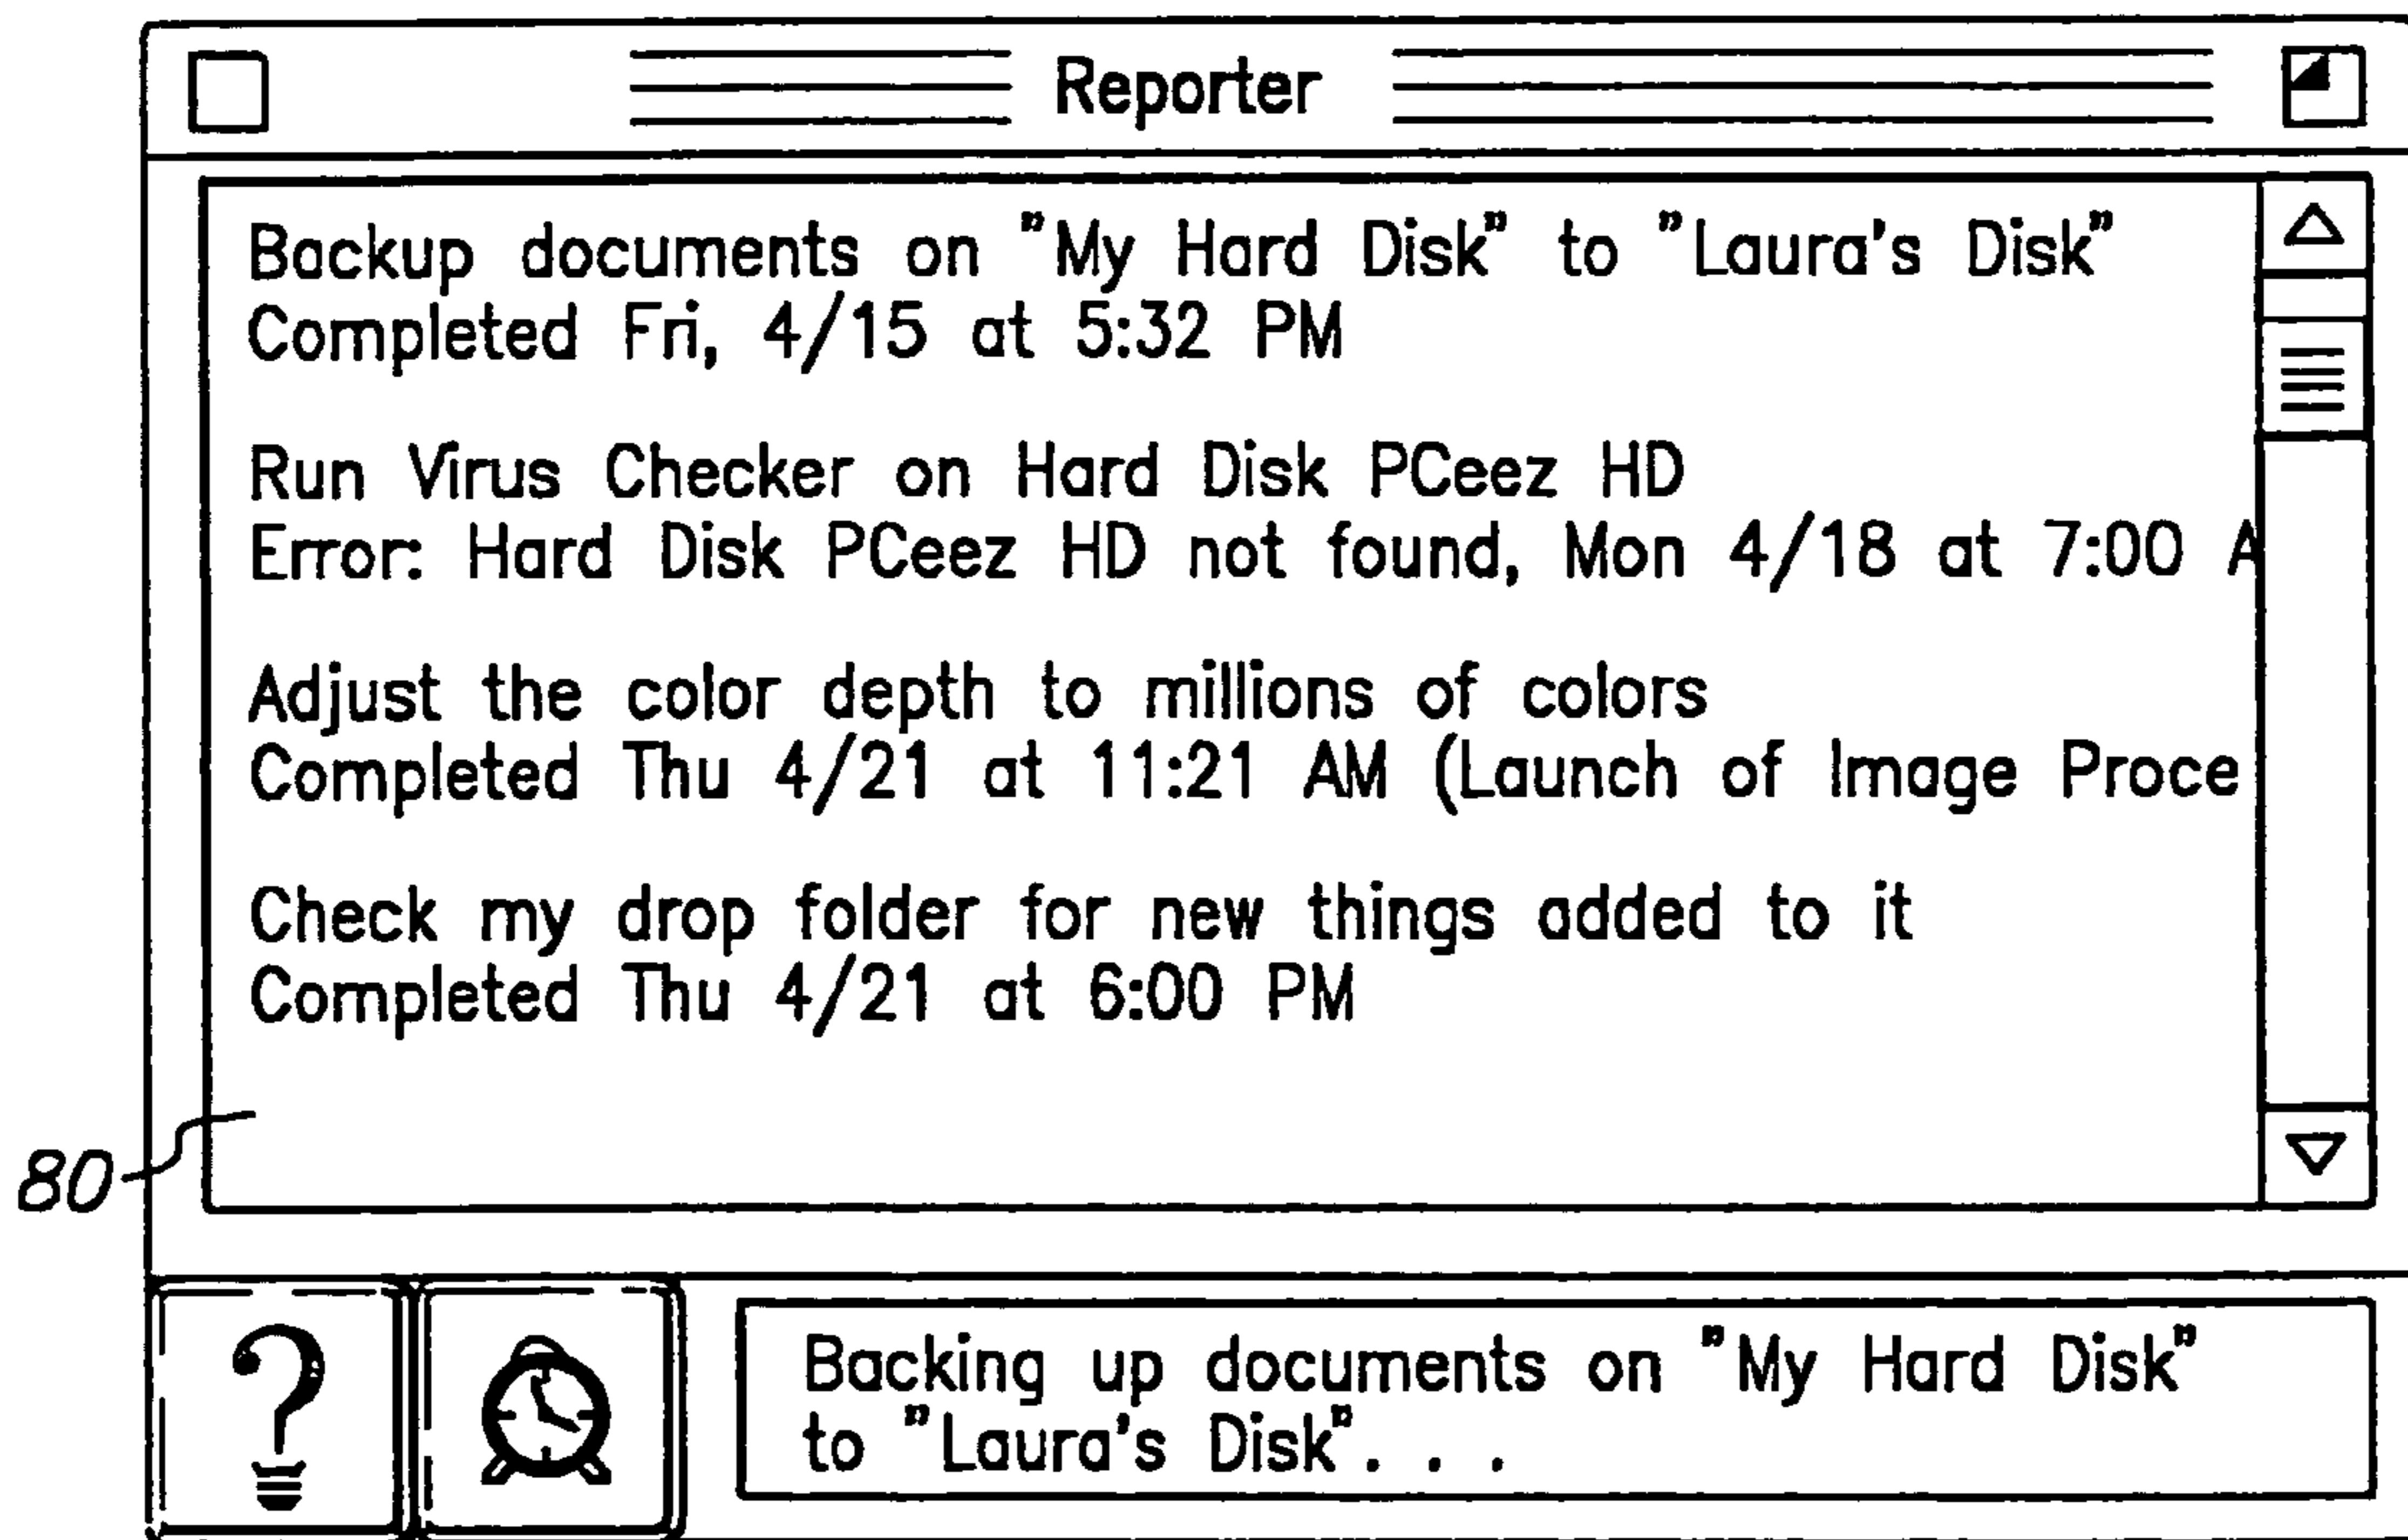 Reporter
Backup documents on "My Hard Disk" to "Laura's Disk"
Completed Fri, 4/15 at 5:32 PM
Run Virus Checker on Hard Disk PCeez HD
Error: Hard Disk PCeez HD not found, Mon 4/18 at 7:00 A
Adjust the color depth to millions of colors
Completed Thu 4/21 at 11:21 AM (Launch of Image Proce
Check my drop folder for new things added to it
Completed Thu 4/21 at 6:00 PM
80
?
Backing up documents on "My Hard Disk"
to "Laura's Disk". . .